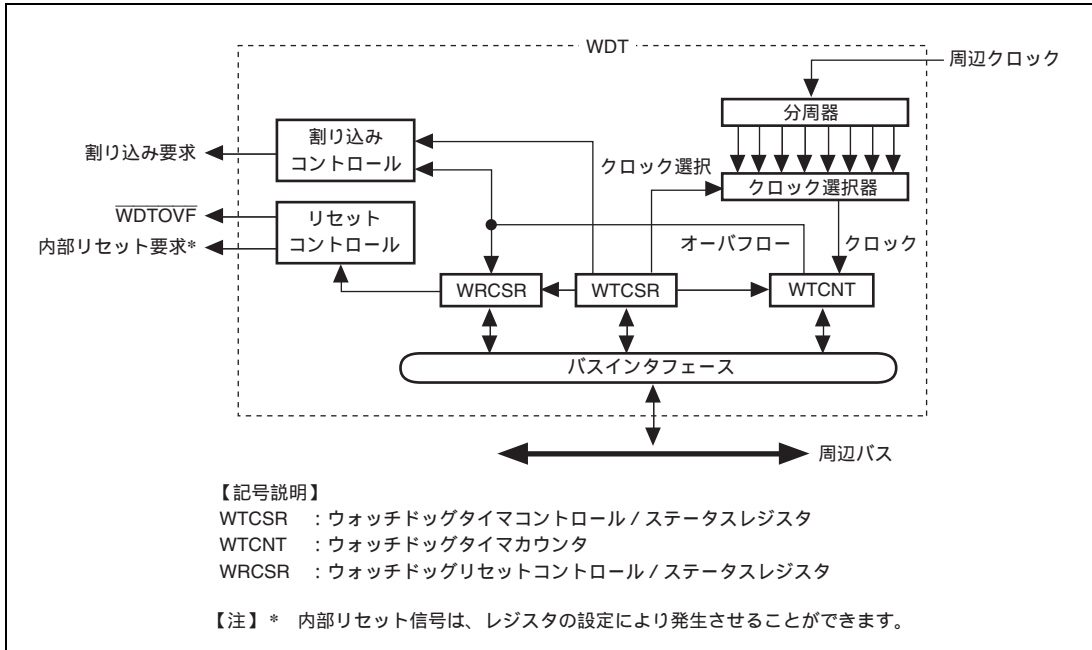 WDT
周辺クロック
分周器
割り込み
コントロール
割り込み要求
クロック選択
クロック選択器
WDTOVF
リセット
コントロール
内部リセット要求*
オーバフロー
クロック
WRCSR
WTCSR
WTCNT
バスインタフェース
周辺バス
【記号説明】
WTCSR : ウォッチドッグタイマコントロール / ステータスレジスタ
WTCNT : ウォッチドッグタイマカウンタ
WRCSR : ウォッチドッグリセットコントロール / ステータスレジスタ
【注】* 内部リセット信号は、レジスタの設定により発生させることができます。